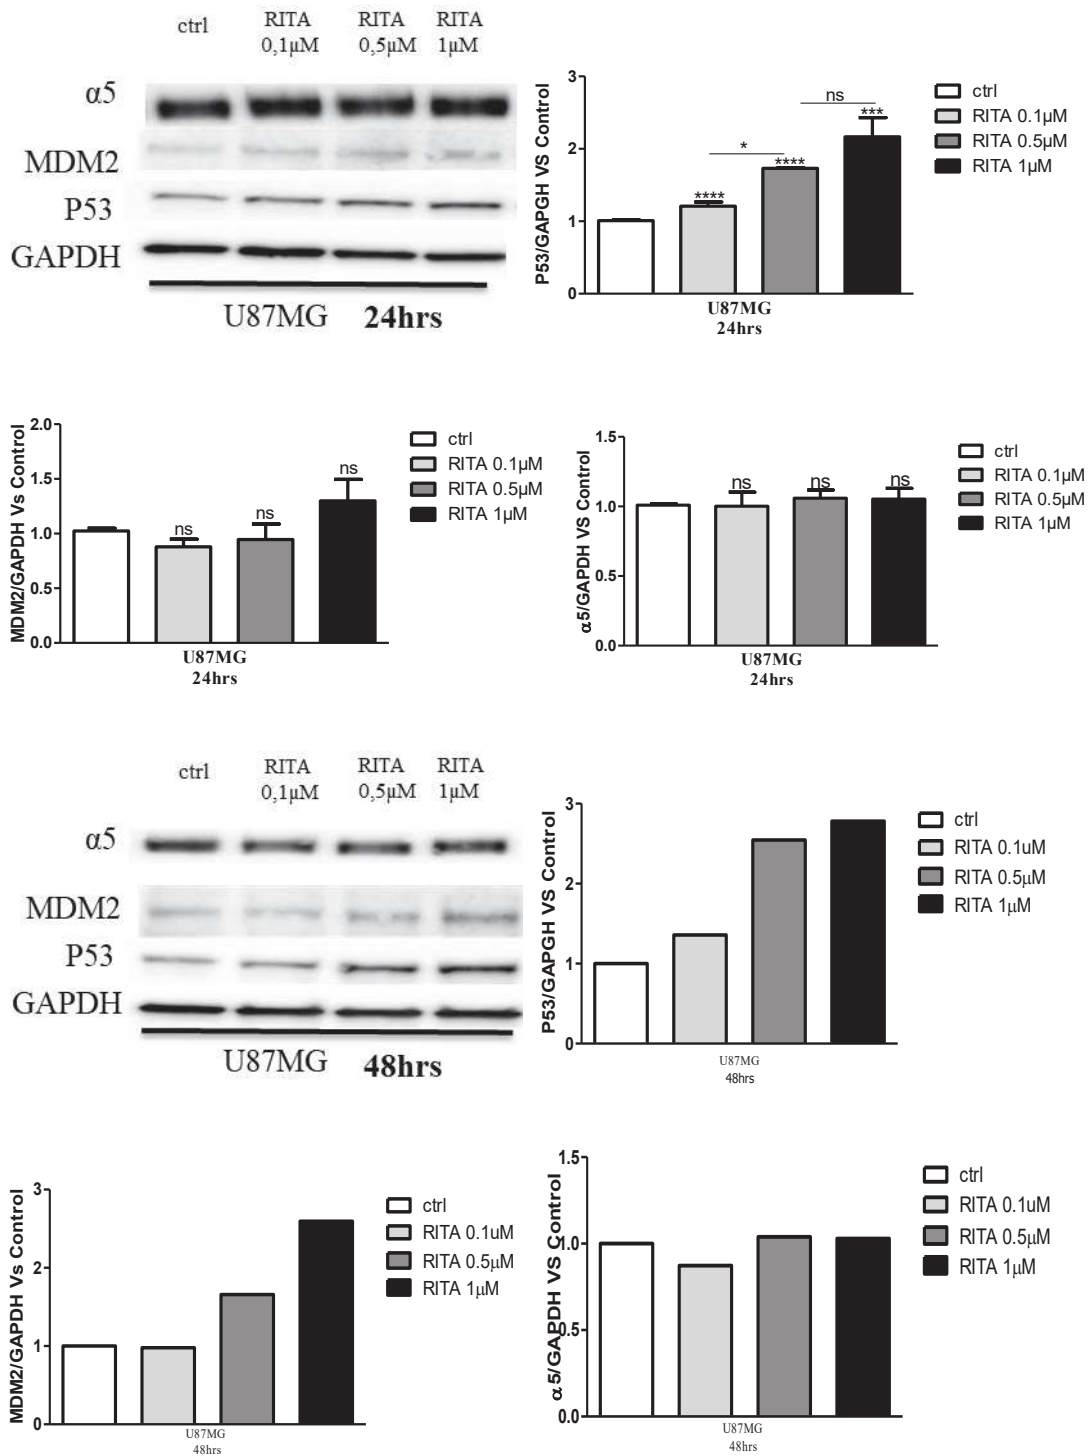 ctrl
RITA
0,1µM
RITA
0,5µM
RITA
1µM
α5
MDM2
P53
GAPDH
U87MG 24hrs
P53/GAPGH VS Control
3
2
1
0
****
*
****
ns
***
U87MG
24hrs
ctrl
RITA 0.1µM
RITA 0.5µM
RITA 1µM
MDM2/GAPDH Vs Control
2.0
1.5
1.0
0.5
0.0
ns
ns
ns
U87MG
24hrs
ctrl
RITA 0.1µM
RITA 0.5µM
RITA 1µM
α5/GAPDH VS Control
1.5
1.0
0.5
0.0
ns
ns
ns
U87MG
24hrs
ctrl
RITA 0.1µM
RITA 0.5µM
RITA 1µM
ctrl
RITA
0,1µM
RITA
0,5µM
RITA
1µM
α5
MDM2
P53
GAPDH
U87MG 48hrs
P53/GAPGH VS Control
3
2
1
0
U87MG
48hrs
ctrl
RITA 0.1uM
RITA 0.5µM
RITA 1µM
MDM2/GAPDH Vs Control
3
2
1
0
U87MG
48hrs
ctrl
RITA 0.1uM
RITA 0.5µM
RITA 1µM
α5/GAPDH VS Control
1.5
1.0
0.5
0.0
U87MG
48hrs
ctrl
RITA 0.1uM
RITA 0.5µM
RITA 1µM